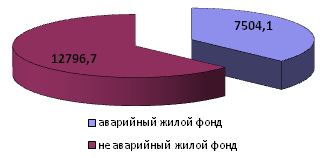 7504,1
12796,7
аварийный жилой фонд
не аварийный жилой фонд